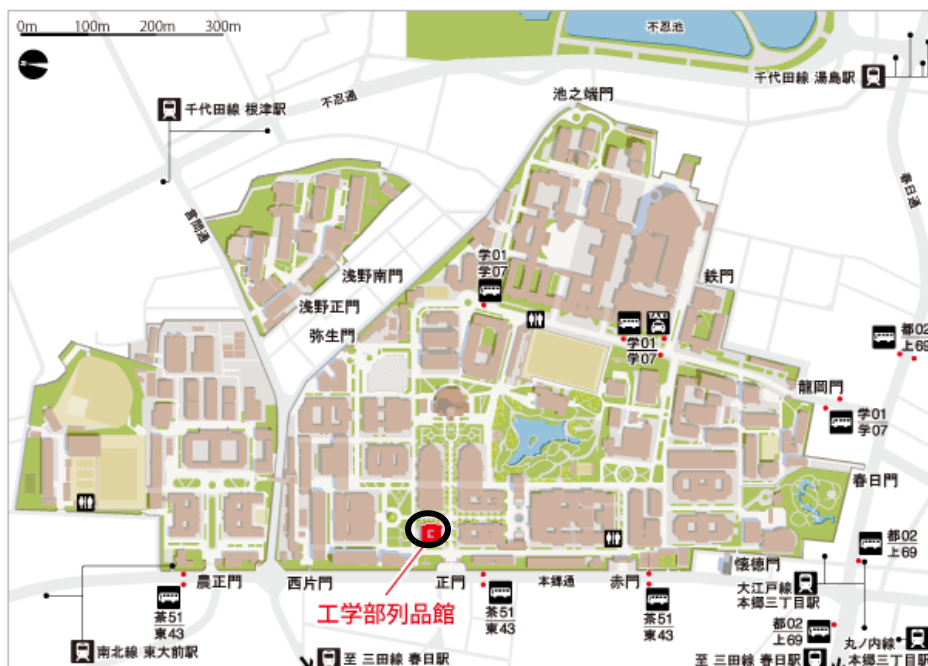 0m 100m 200m 300m
不忍池
千代田線 湯島駅
千代田線 根津駅
不忍通
池之端門
春日通
言問通
浅野南門
浅野正門
弥生門
学01
学07
鉄門
TAXI
学01
学07
都02
上69
龍岡門
学01
学07
春日門
都02
上69
農正門
西片門
正門
本郷通
赤門
懐徳門
大江戸線
本郷三丁目駅
茶51
東43
工学部列品館
茶51
東43
茶51
東43
都02
上69
丸ノ内線
本郷三丁目駅
南北線 東大前駅
至 三田線 春日駅
至 三田線 春日駅